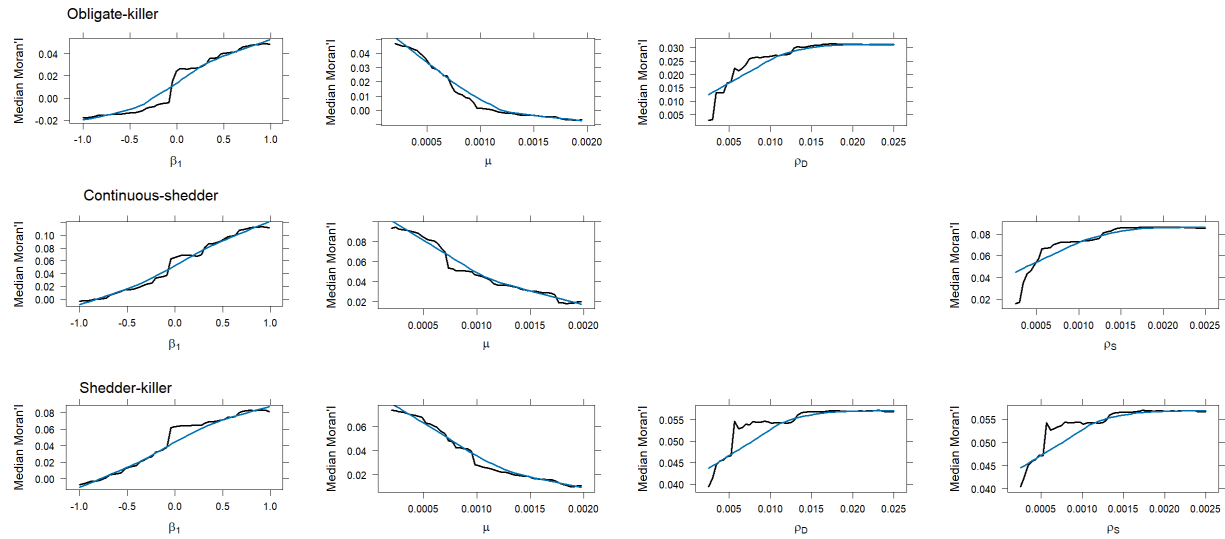 Obligate-killer
Median Moran'I
0.04
0.02
0.00
-0.02
-1.0 -0.5 0.0 0.5 1.0
β1
Median Moran'I
0.04
0.03
0.02
0.01
0.00
0.0005 0.0010 0.0015 0.0020
μ
Median Moran'I
0.030
0.025
0.020
0.015
0.010
0.005
0.005 0.010 0.015 0.020 0.025
ρD
Continuous-shedder
Median Moran'I
0.10
0.08
0.06
0.04
0.02
0.00
-1.0 -0.5 0.0 0.5 1.0
β1
Median Moran'I
0.08
0.06
0.04
0.02
0.0005 0.0010 0.0015 0.0020
μ
Median Moran'I
0.08
0.06
0.04
0.02
0.0005 0.0010 0.0015 0.0020 0.0025
ρS
Shedder-killer
Median Moran'I
0.08
0.06
0.04
0.02
0.00
-1.0 -0.5 0.0 0.5 1.0
β1
Median Moran'I
0.06
0.04
0.02
0.0005 0.0010 0.0015 0.0020
μ
Median Moran'I
0.055
0.050
0.045
0.040
0.005 0.010 0.015 0.020 0.025
ρD
Median Moran'I
0.055
0.050
0.045
0.040
0.0005 0.0010 0.0015 0.0020 0.0025
ρS